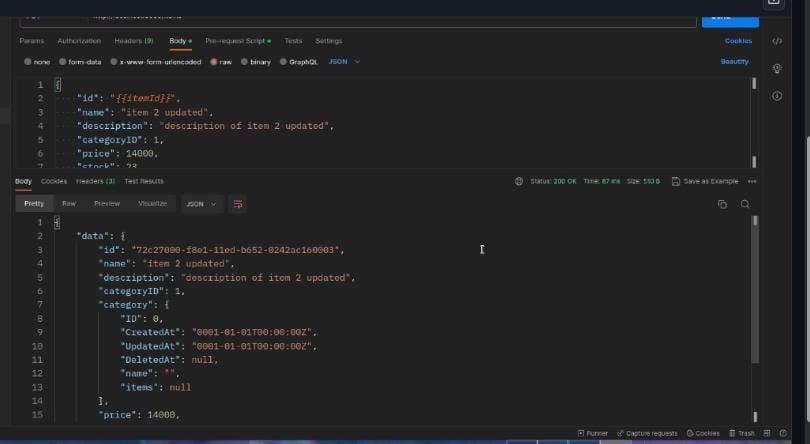 Params Authorization Headers (9) Body Pre-request Script Tests Settings Cookies
none form-data x-www-form-urlencoded raw binary GraphQL JSON Beautify
1 {
2 "id": "{{itemId}}",
3 "name": "item 2 updated",
4 "description": "description of item 2 updated",
5 "categoryID": 1,
6 "price": 14000,
7 "stock": 23
Body Cookies Headers (3) Test Results Status: 200 OK Time: 87 ms Size: 510 B Save as Example
Pretty Raw Preview Visualize JSON
1 {
2 "data": {
3 "id": "72c27000-f8e1-11ed-b652-0242ac160003",
4 "name": "item 2 updated",
5 "description": "description of item 2 updated",
6 "categoryID": 1,
7 "category": {
8 "ID": 0,
9 "CreatedAt": "0001-01-01T00:00:00Z",
10 "UpdatedAt": "0001-01-01T00:00:00Z",
11 "DeletedAt": null,
12 "name": "",
13 "items": null
14 },
15 "price": 14000,
Runner Capture requests Cookies Trash